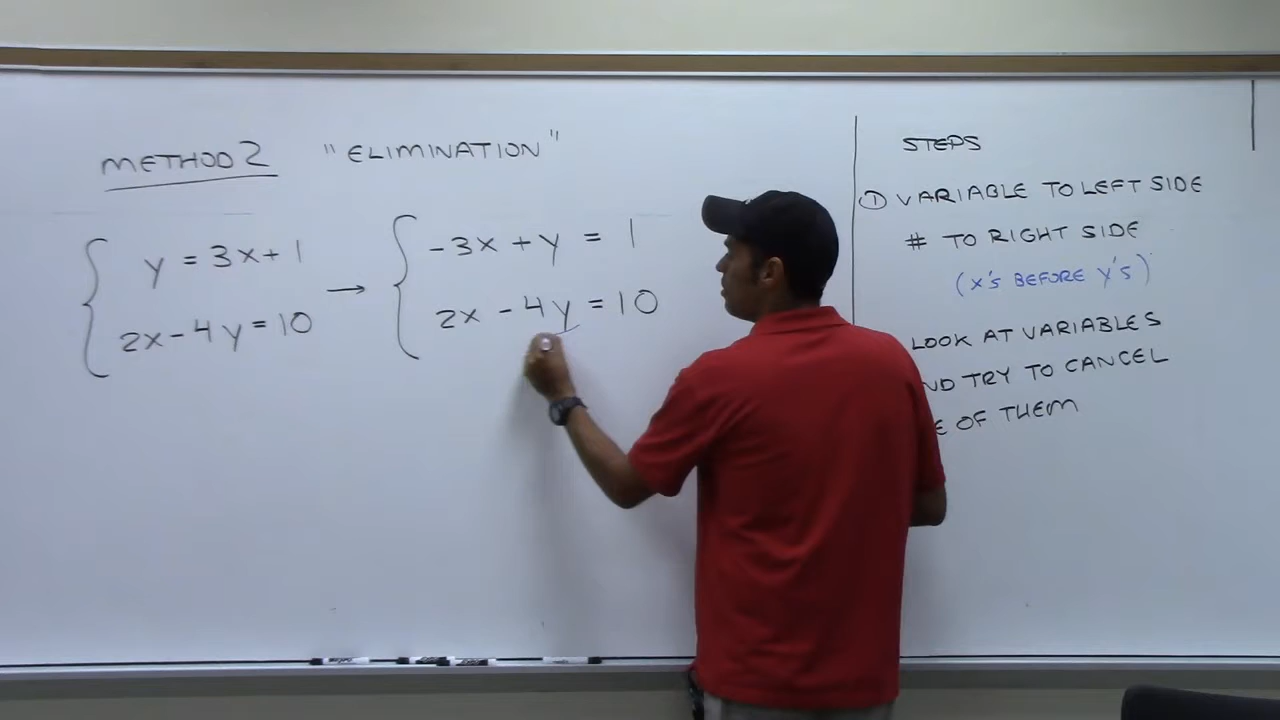 METHOD 2 "ELIMINATION"
y = 3x + 1
2x - 4y = 10
→
-3x + y = 1
2x - 4y = 10
STEPS
① VARIABLE TO LEFT SIDE
# TO RIGHT SIDE
(X'S BEFORE Y'S)
LOOK AT VARIABLES
ND TRY TO CANCEL
E OF THEM